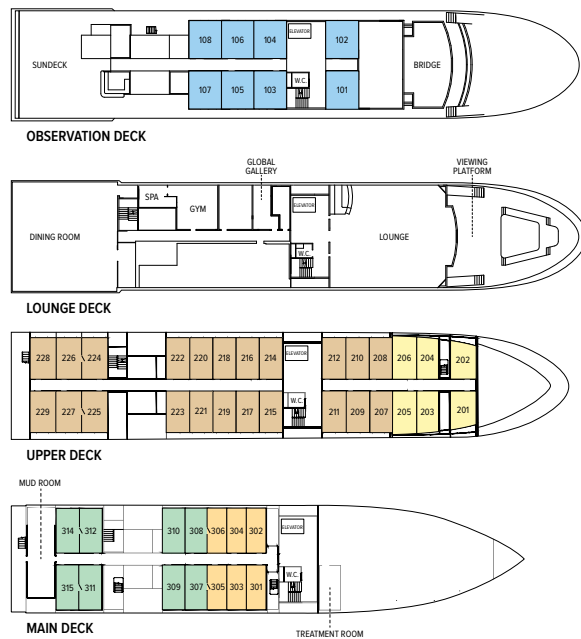 108 106 104 ELEVATOR 102
SUNDECK BRIDGE
W.C.
107 105 103 101
OBSERVATION DECK
GLOBAL
GALLERY
VIEWING
PLATFORM
SPA
GYM
ELEVATOR
DINING ROOM LOUNGE
W.C.
LOUNGE DECK
228 226 224 222 220 218 216 214 ELEVATOR 212 210 208 206 204 202
W.C.
229 227 225 223 221 219 217 215 211 209 207 205 203 201
UPPER DECK
MUD ROOM
314 312 310 308 306 304 302 ELEVATOR
W.C.
315 311 309 307 305 303 301
MAIN DECK
TREATMENT ROOM